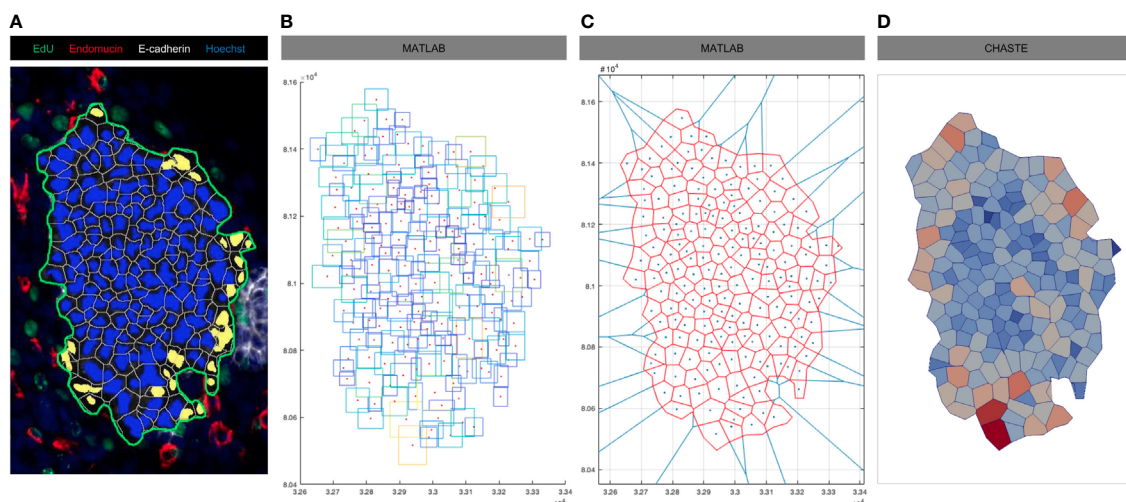 A
B
C
D
EdU Endomucin E-cadherin Hoechst
MATLAB
MATLAB
CHASTE
8.16
8.14
8.12
8.1
8.08
8.06
8.04
3.26 3.27 3.28 3.29 3.3 3.31 3.32 3.33 3.34
8.16
8.14
8.12
8.1
8.08
8.06
8.04
3.26 3.27 3.28 3.29 3.3 3.31 3.32 3.33 3.34